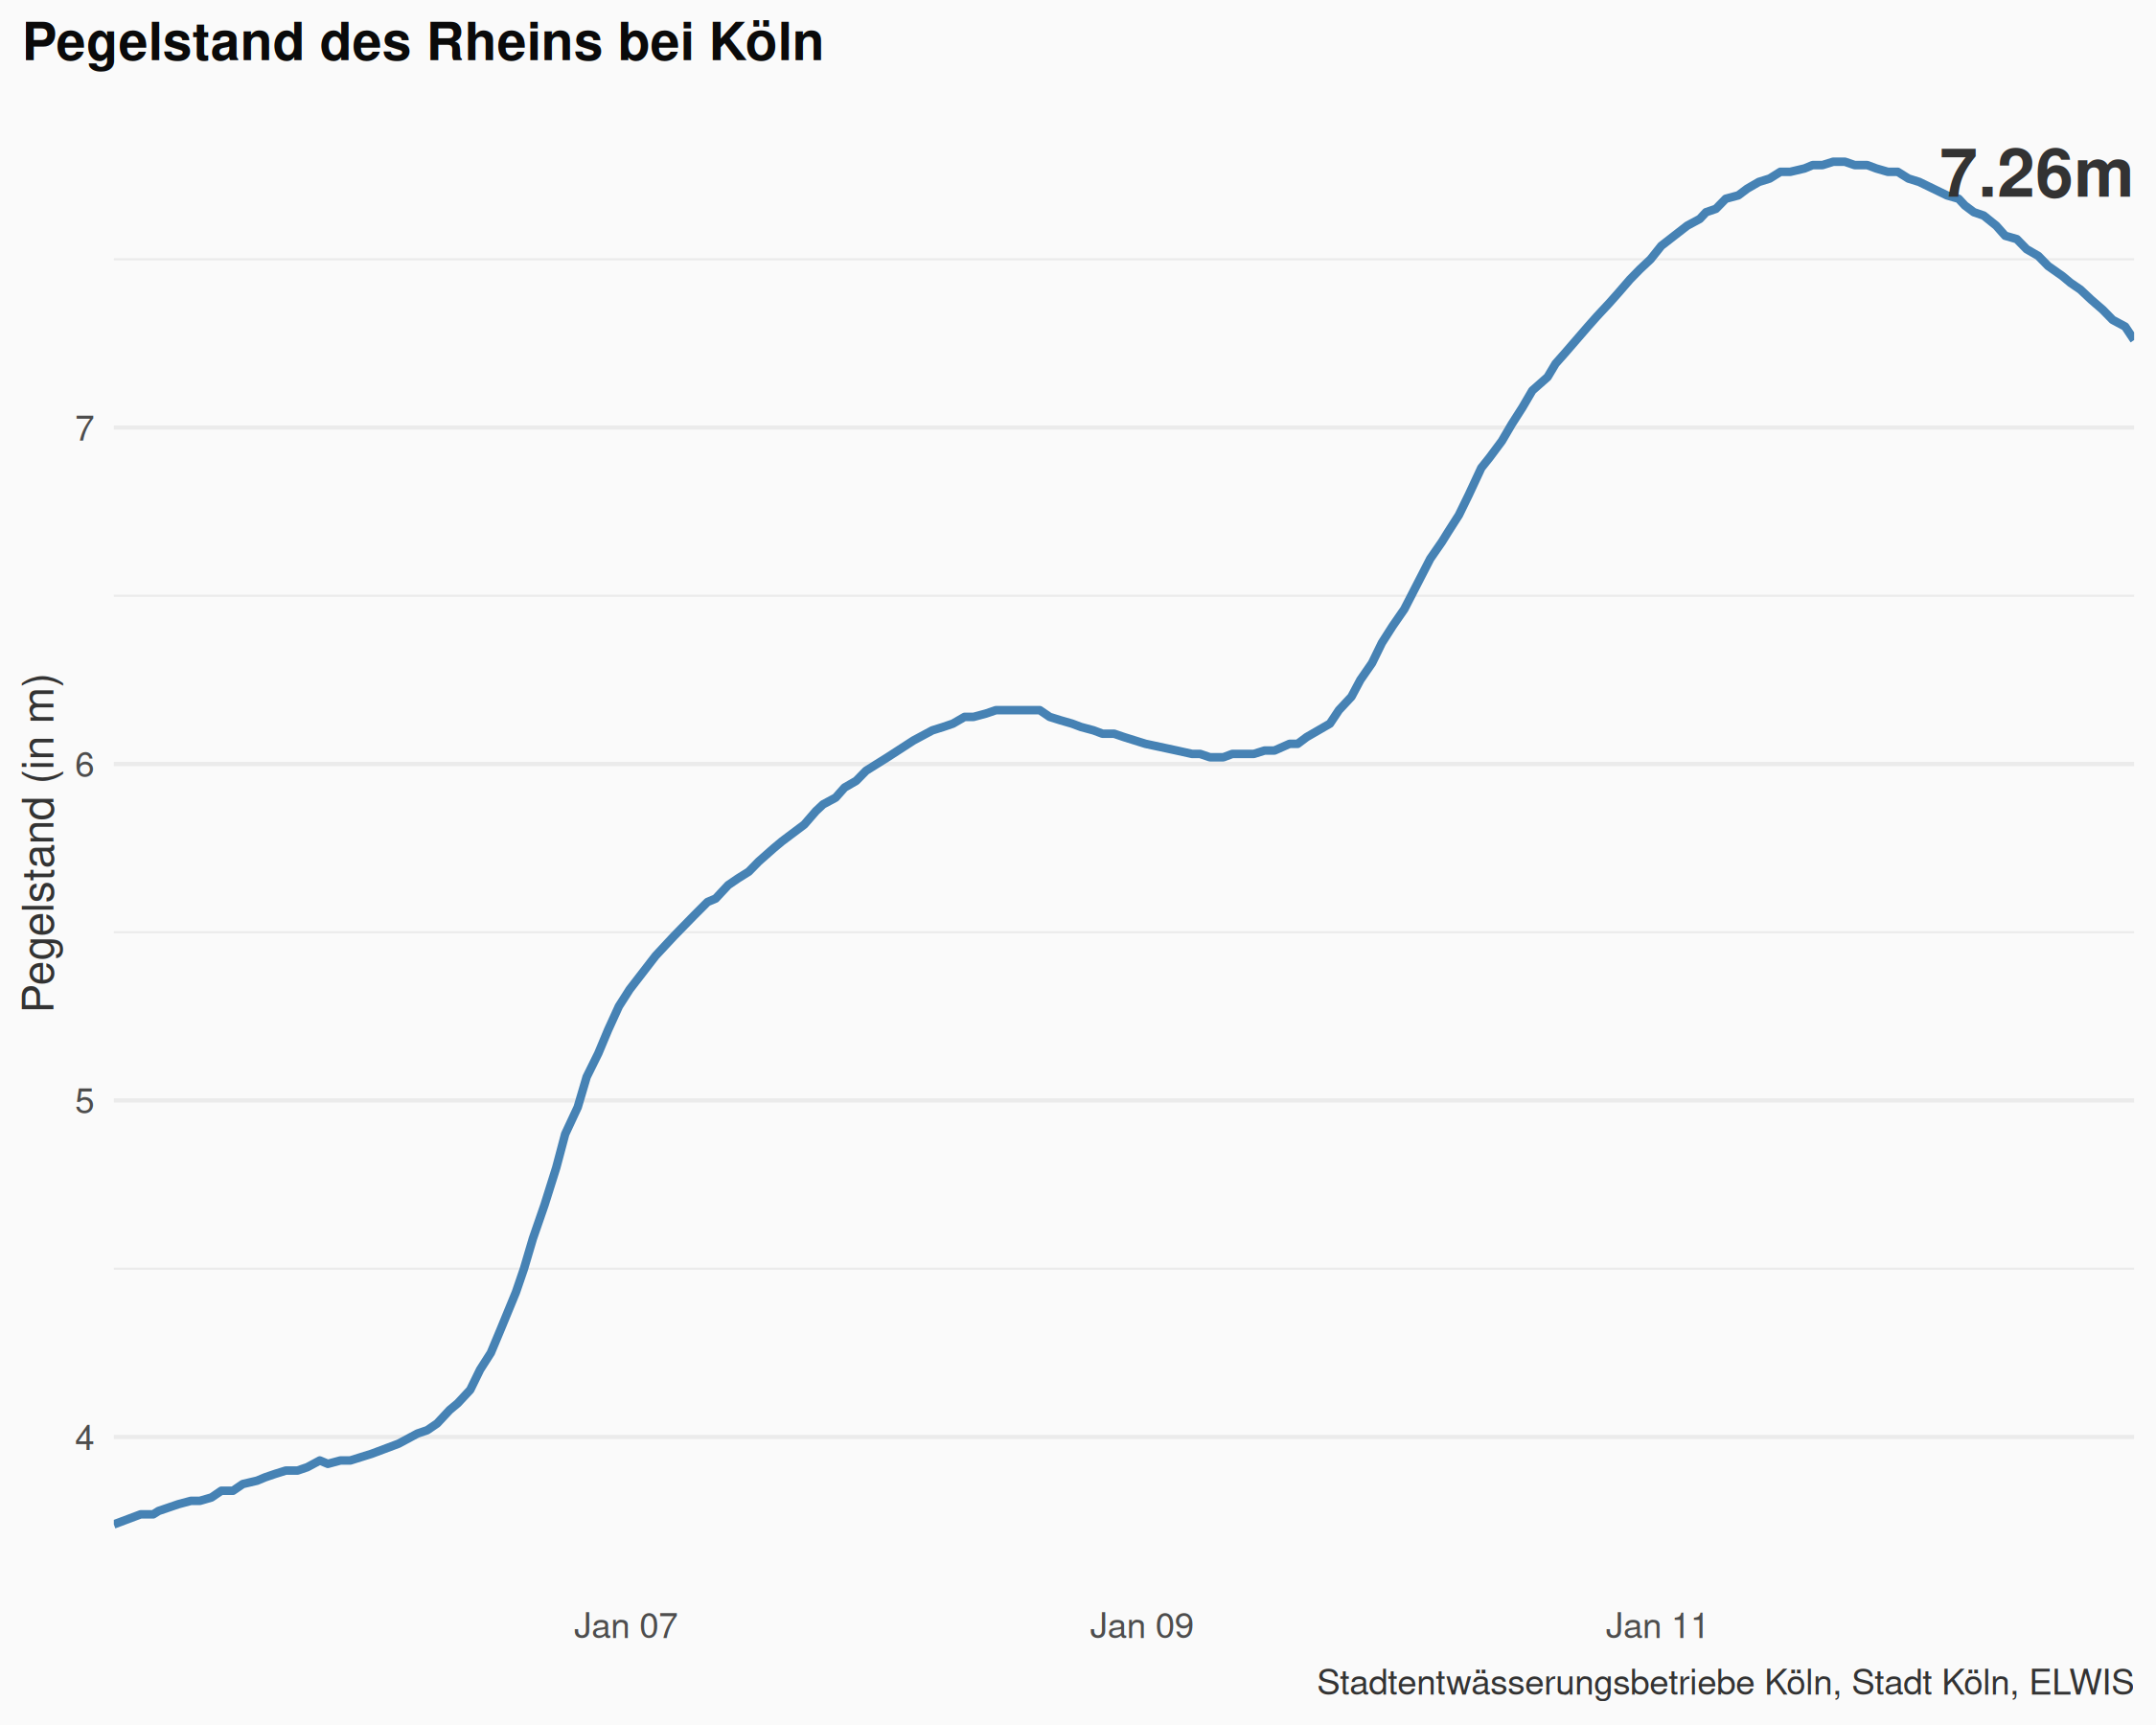 Pegelstand des Rheins bei Köln
7.26m
7
6
5
4
Pegelstand (in m)
Jan 07
Jan 09
Jan 11
Stadtentwässerungsbetriebe Köln, Stadt Köln, ELWIS